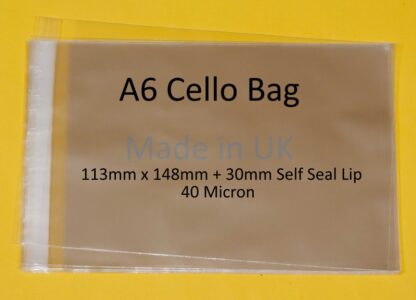 A6 Cello Bag
Made in UK
113mm x 148mm + 30mm Self Seal Lip
40 Micron